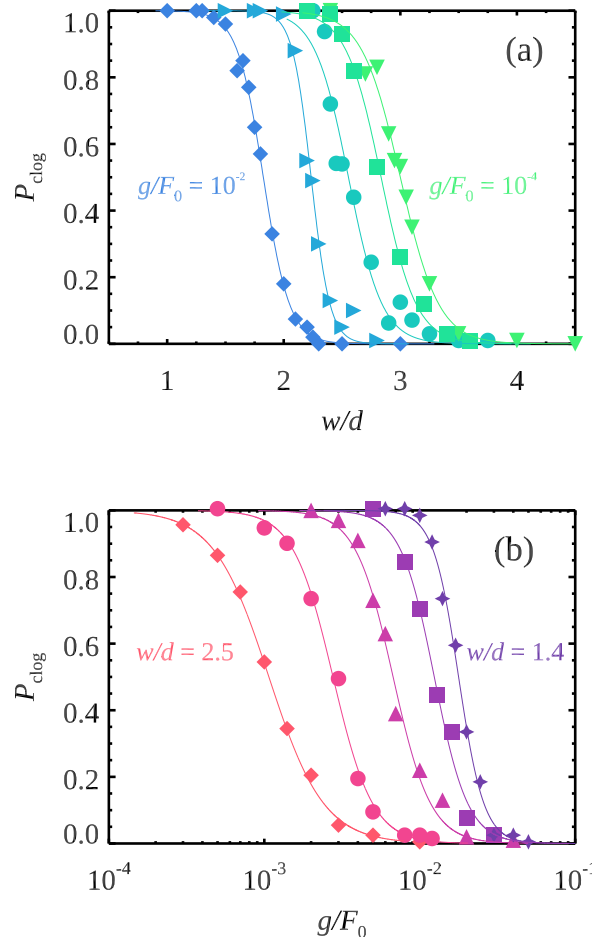 1.0
(a)
0.8
0.6
P_clog
g/F_0 = 10^-2
g/F_0 = 10^-4
0.4
0.2
0.0
1 2 3 4
w/d
1.0
(b)
0.8
0.6
w/d = 2.5
w/d = 1.4
P_clog
0.4
0.2
0.0
10^-4 10^-3 10^-2 10^-1
g/F_0